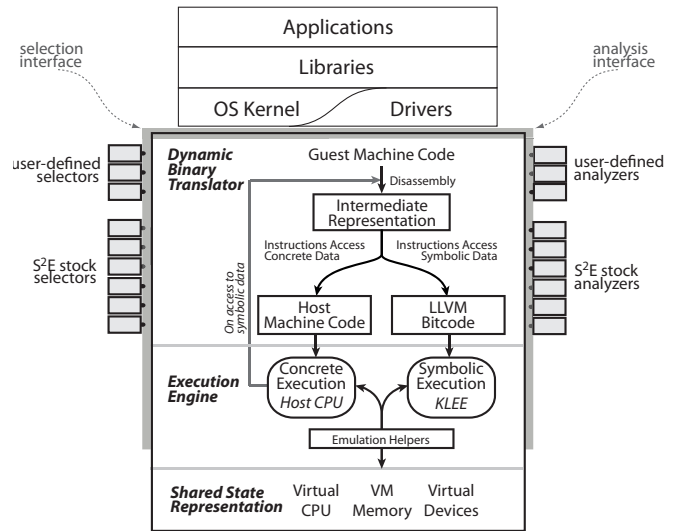 Applications
selection
interface
analysis
interface
Libraries
OS Kernel
Drivers
Dynamic
Binary
Translator
Guest Machine Code
Disassembly
user-defined
selectors
user-defined
analyzers
Intermediate
Representation
Instructions Access
Concrete Data
Instructions Access
Symbolic Data
S²E stock
selectors
S²E stock
analyzers
On access to
symbolic data
Host
Machine Code
LLVM
Bitcode
Execution
Engine
Concrete
Execution
Host CPU
Symbolic
Execution
KLEE
Emulation Helpers
Shared State
Representation
Virtual
CPU
VM
Memory
Virtual
Devices